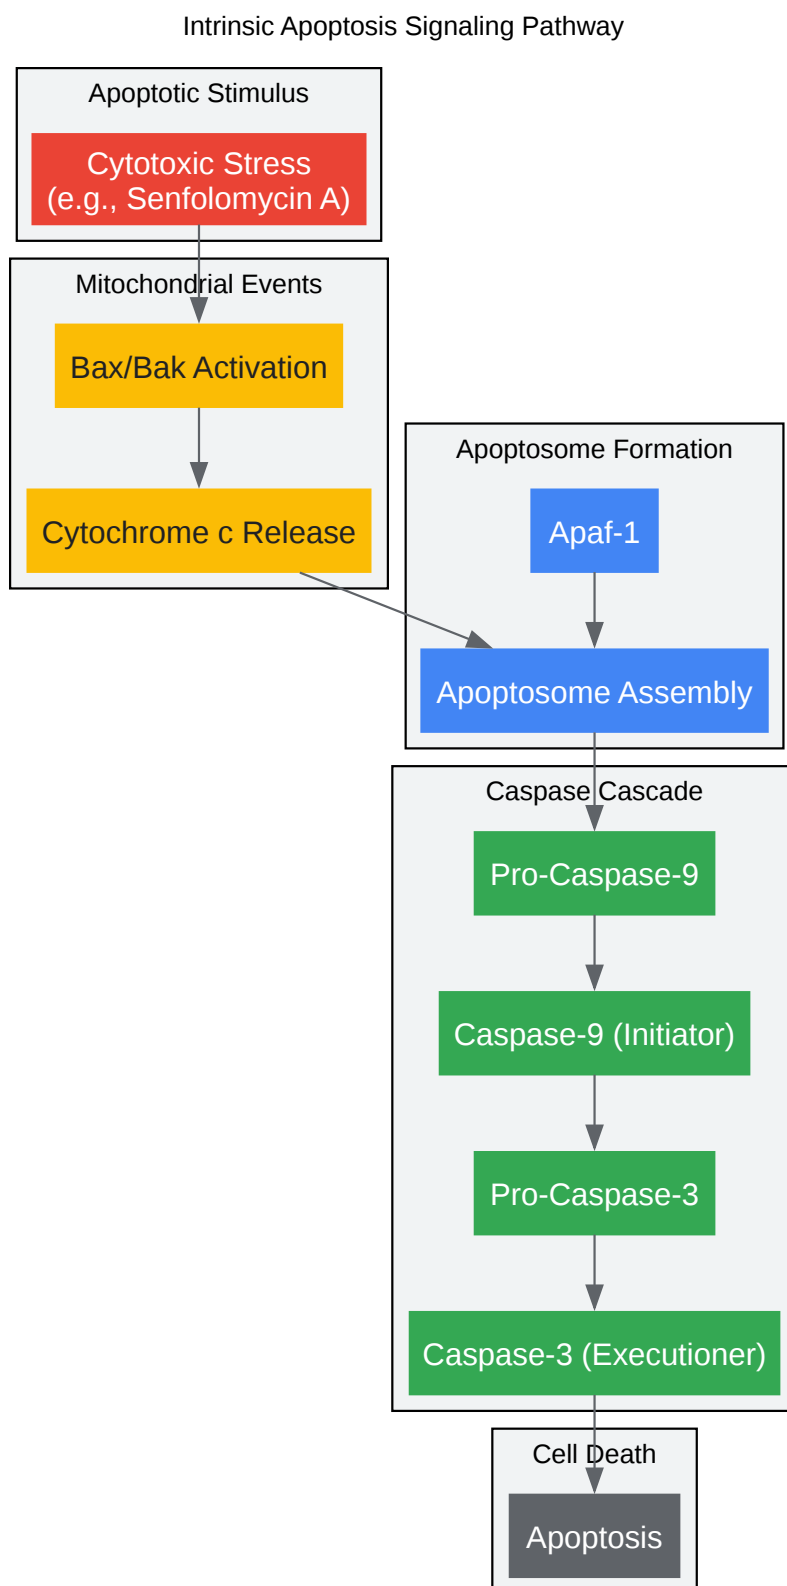 Intrinsic Apoptosis Signaling Pathway
Apoptotic Stimulus
Cytotoxic Stress
(e.g., Senfolomycin A)
Mitochondrial Events
Bax/Bak Activation
Cytochrome c Release
Apoptosome Formation
Apaf-1
Apoptosome Assembly
Caspase Cascade
Pro-Caspase-9
Caspase-9 (Initiator)
Pro-Caspase-3
Caspase-3 (Executioner)
Cell Death
Apoptosis